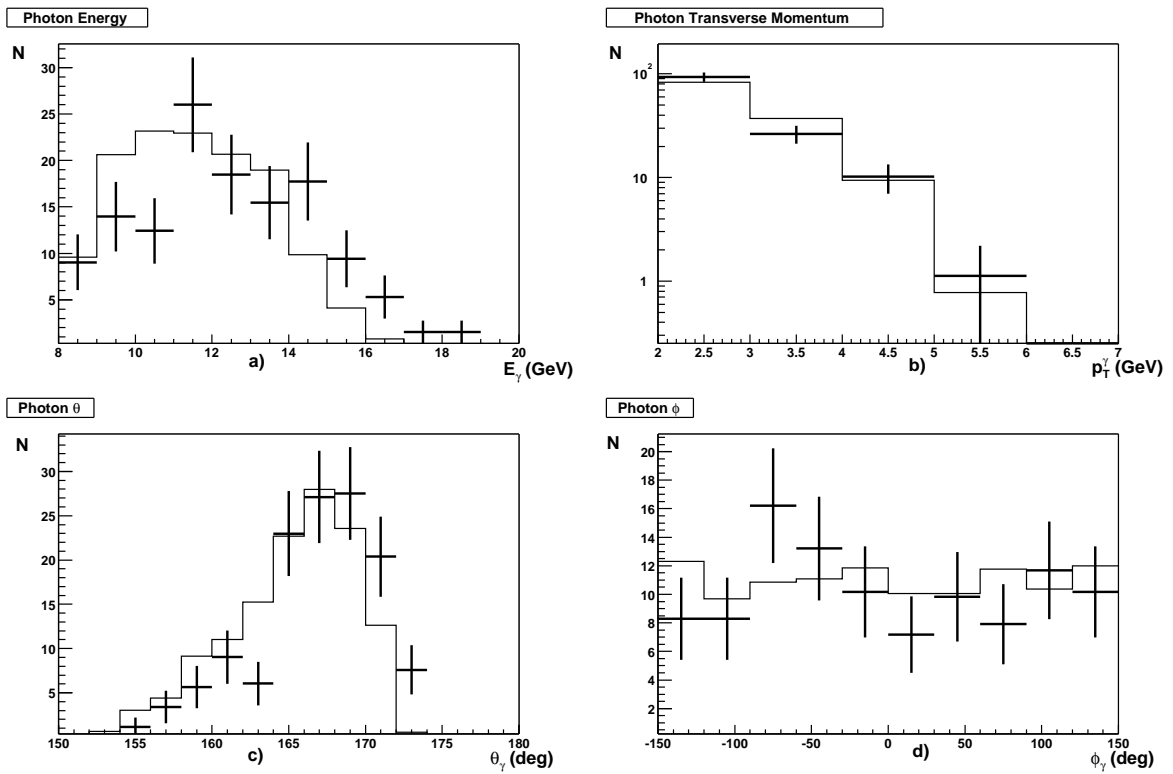 Photon Energy
N
30
25
20
15
10
5
8 10 12 14 16 18 20
a)
E_γ (GeV)
Photon Transverse Momentum
N
10²
10
1
2 2.5 3 3.5 4 4.5 5 5.5 6 6.5 7
b)
p_T^γ (GeV)
Photon θ
N
30
25
20
15
10
5
150 155 160 165 170 175 180
c)
θ_γ (deg)
Photon ϕ
N
20
18
16
14
12
10
8
6
4
2
-150 -100 -50 0 50 100 150
d)
ϕ_γ (deg)